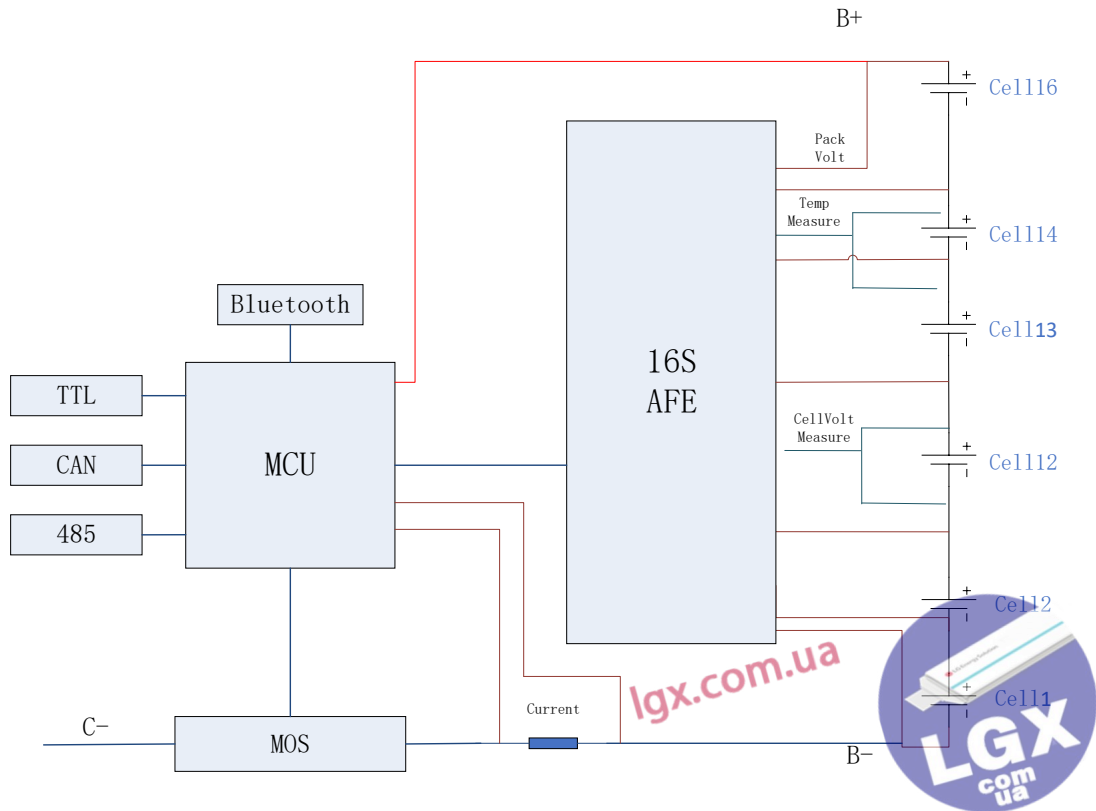 B+
Cell16
Pack
Volt
Temp
Measure
Cell14
Bluetooth
Cell13
16S
AFE
TTL
CellVolt
Measure
MCU
CAN
Cell12
485
Cell2
lgx.com.ua
Cell1
Current
C-
MOS
B-
LGX
com
ua